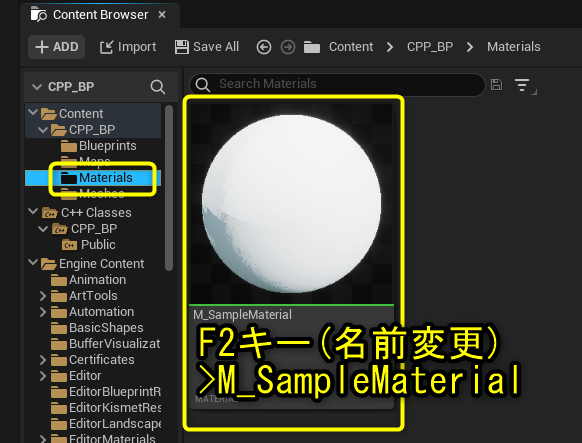 Content Browser
ADD
Import
Save All
Content
CPP_BP
Materials
CPP_BP
Search Materials
Content
CPP_BP
Blueprints
Maps
Materials
Meshes
C++ Classes
CPP_BP
Public
Engine Content
Animation
ArtTools
Automation
BasicShapes
BufferVisualizat
Certificates
Editor
EditorBlueprintR
EditorKismetRes
EditorLandscape
EditorMaterials
M_SampleMaterial
F2キー(名前変更)
>M_SampleMaterial
MATERIAL